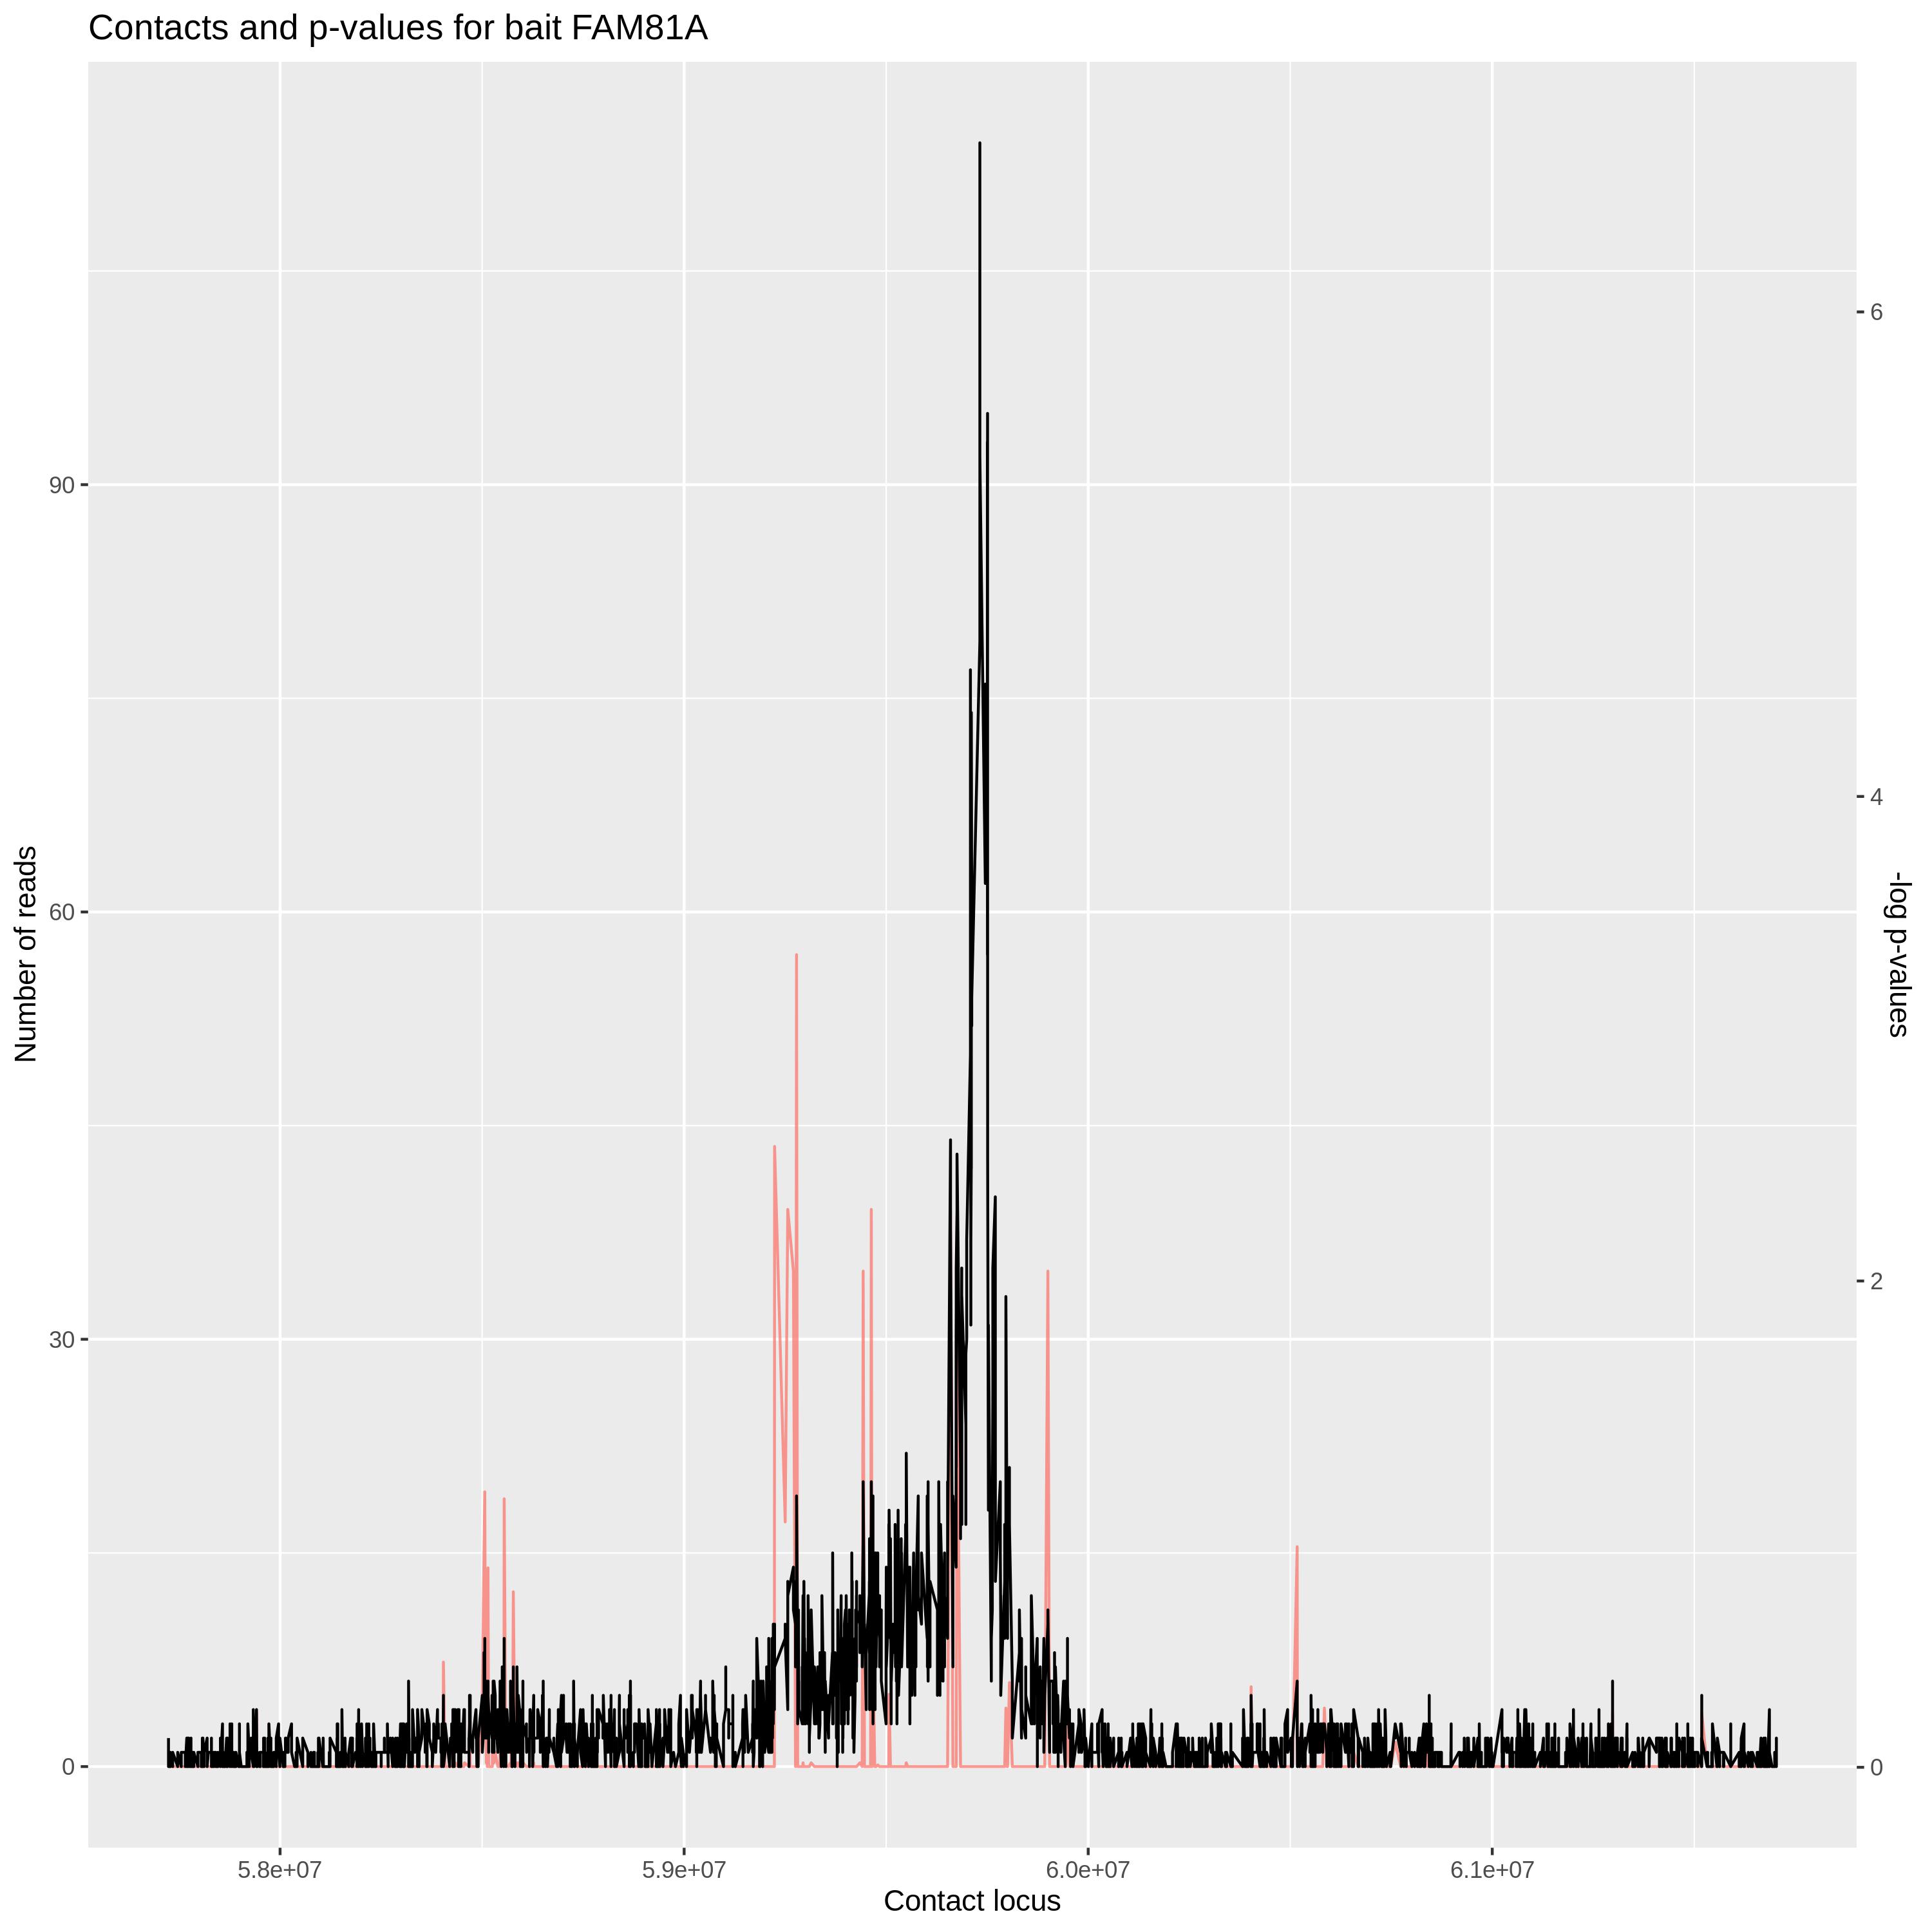 Contacts and p-values for bait FAM81A
Number of reads
90
60
30
0
6
4
2
0
-log p-values
5.8e+07
5.9e+07
6.0e+07
6.1e+07
Contact locus